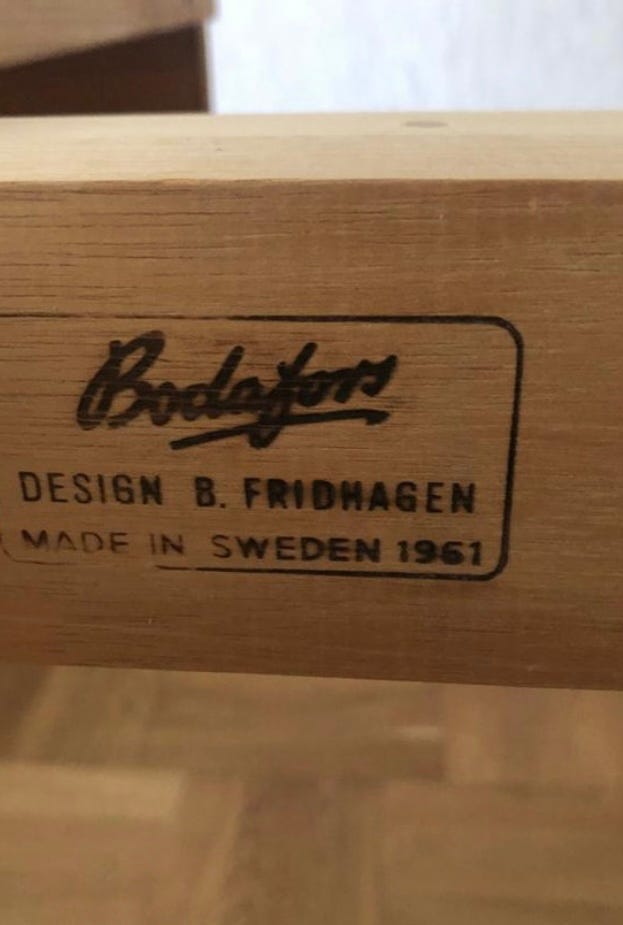 Bodafors
DESIGN B. FRIDHAGEN
MADE IN SWEDEN 1961